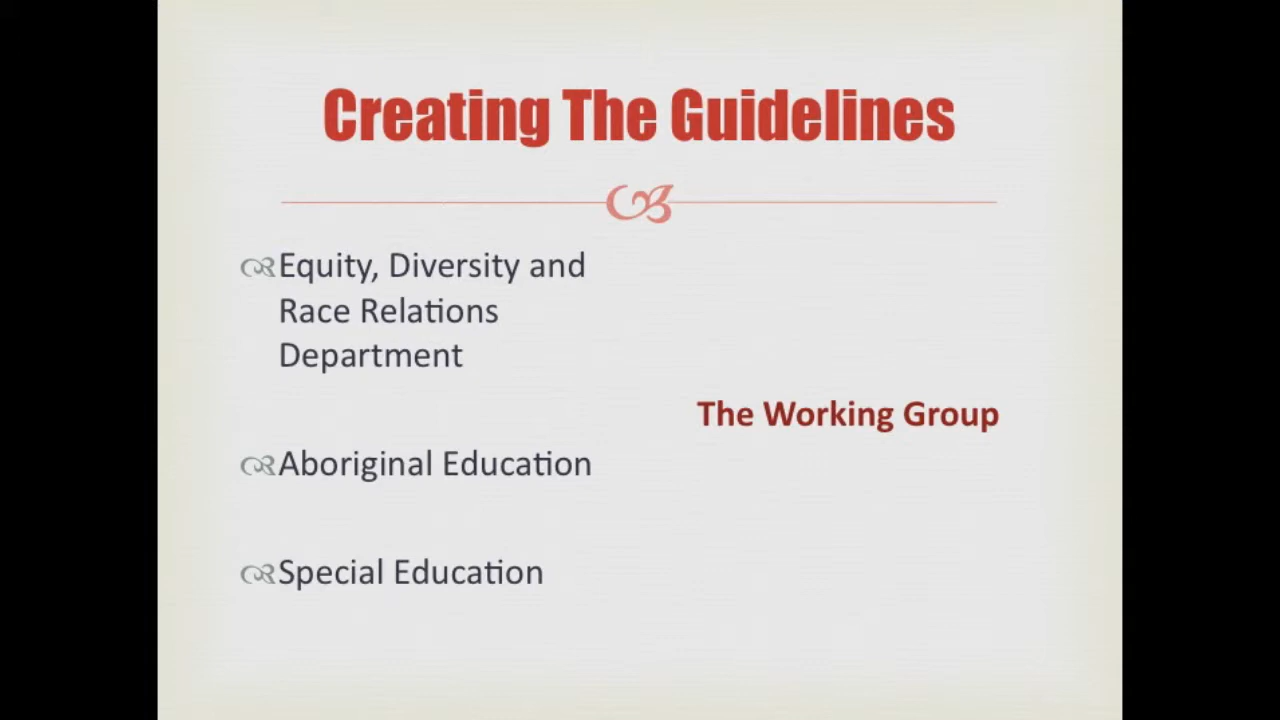 Creating The Guidelines
Equity, Diversity and
Race Relations
Department
The Working Group
Aboriginal Education
Special Education